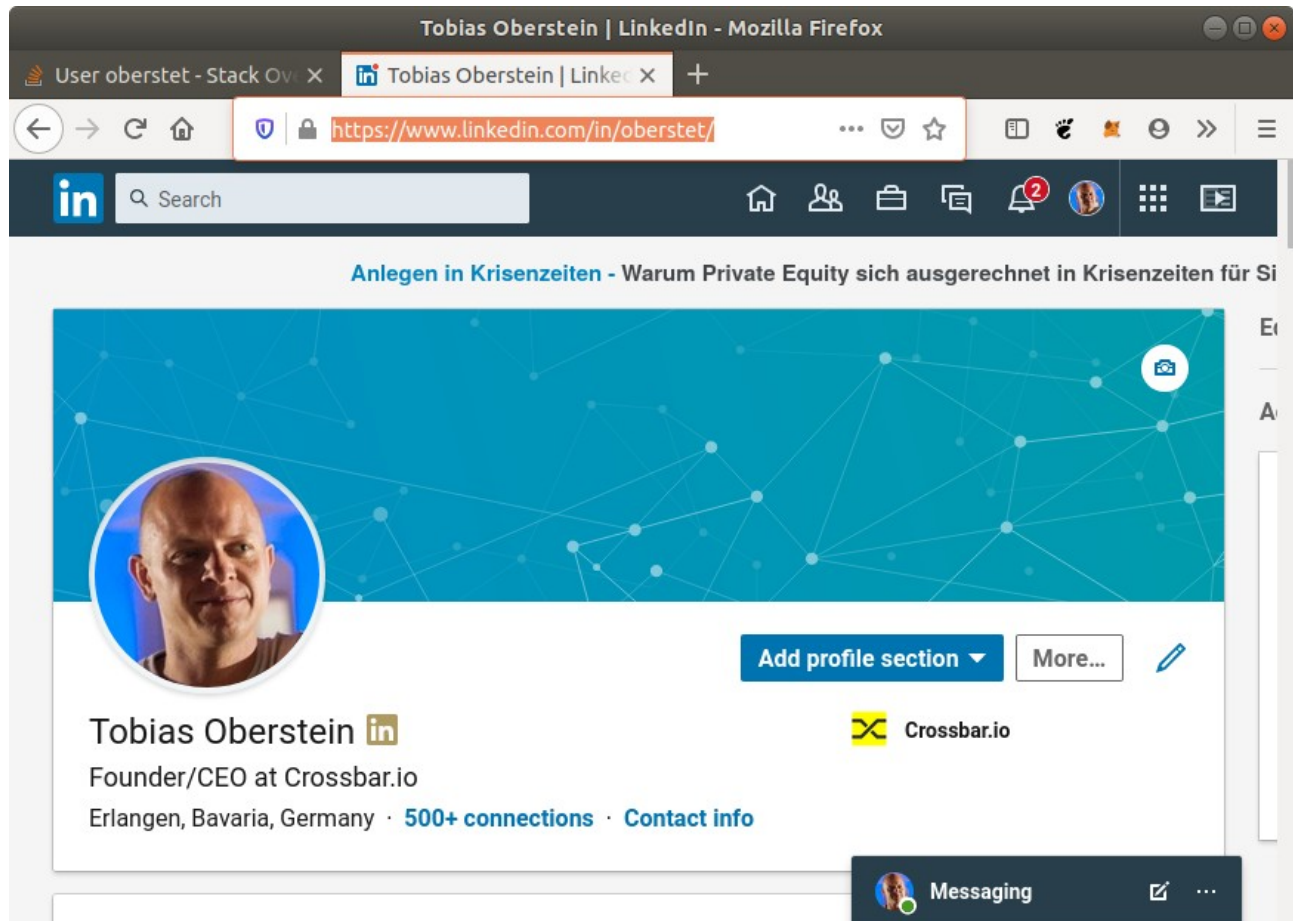 Tobias Oberstein | LinkedIn - Mozilla Firefox
User oberstet - Stack Ov
Tobias Oberstein | Linked
https://www.linkedin.com/in/oberstet/
in Search 2
Anlegen in Krisenzeiten - Warum Private Equity sich ausgerechnet in Krisenzeiten für Si
Add profile section More...
Tobias Oberstein in
Crossbar.io
Founder/CEO at Crossbar.io
Erlangen, Bavaria, Germany · 500+ connections · Contact info
Messaging